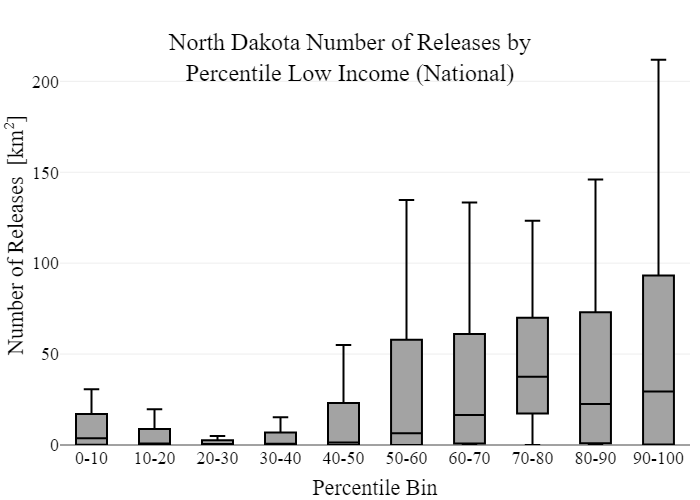 North Dakota Number of Releases by
Percentile Low Income (National)
Number of Releases [km²]
200
150
100
50
0
0-10 10-20 20-30 30-40 40-50 50-60 60-70 70-80 80-90 90-100
Percentile Bin